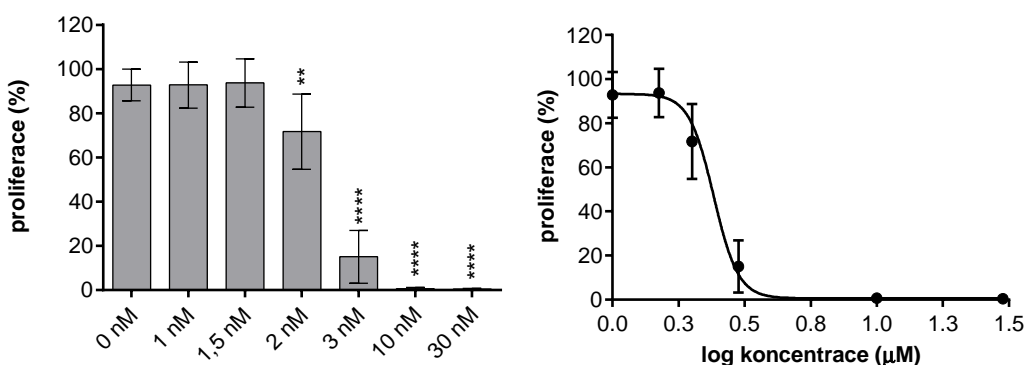 120
100
80
60
40
20
0
proliferace (%)
**
****
****
****
0 nM
1 nM
1,5 nM
2 nM
3 nM
10 nM
30 nM
120
100
80
60
40
20
0
proliferace (%)
0.0 0.3 0.5 0.8 1.0 1.3 1.5
log koncentrace (μM)